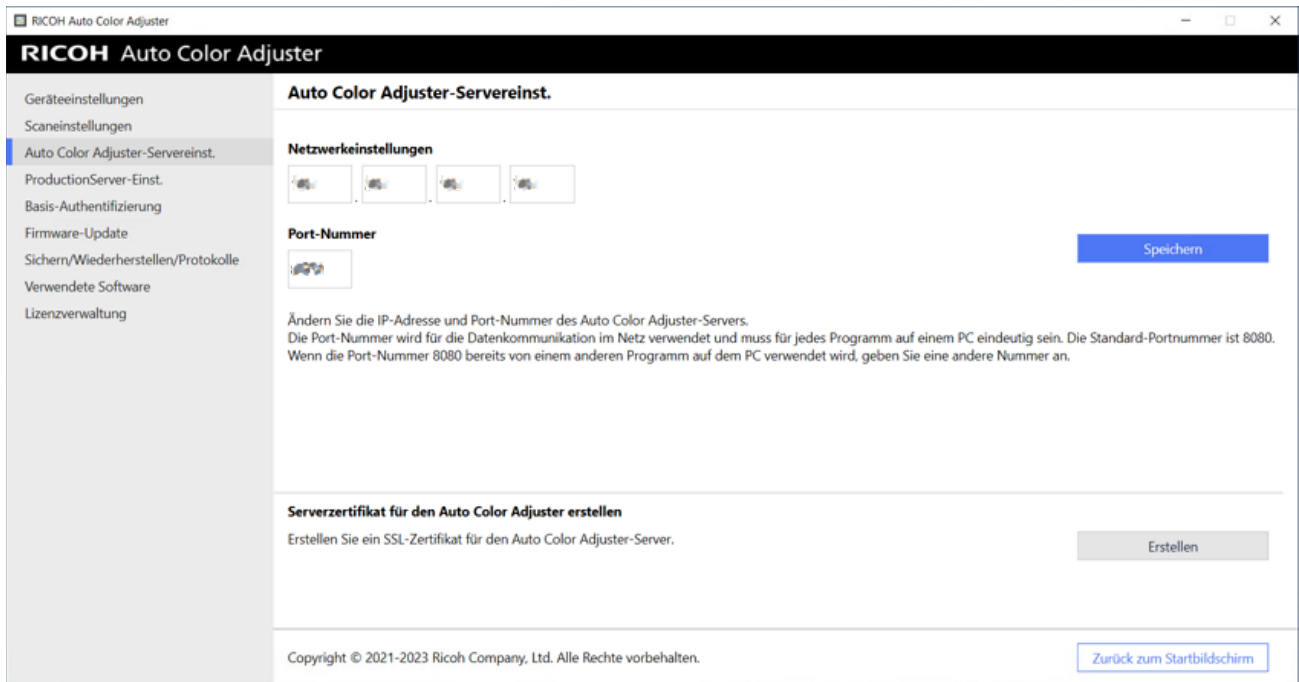 RICOH Auto Color Adjuster
RICOH Auto Color Adjuster
Geräteeinstellungen
Scaneinstellungen
Auto Color Adjuster-Servereinst.
ProductionServer-Einst.
Basis-Authentifizierung
Firmware-Update
Sichern/Wiederherstellen/Protokolle
Verwendete Software
Lizenzverwaltung
Auto Color Adjuster-Servereinst.
Netzwerkeinstellungen
. . .
Port-Nummer
Speichern
Ändern Sie die IP-Adresse und Port-Nummer des Auto Color Adjuster-Servers.
Die Port-Nummer wird für die Datenkommunikation im Netz verwendet und muss für jedes Programm auf einem PC eindeutig sein. Die Standard-Portnummer ist 8080.
Wenn die Port-Nummer 8080 bereits von einem anderen Programm auf dem PC verwendet wird, geben Sie eine andere Nummer an.
Serverzertifikat für den Auto Color Adjuster erstellen
Erstellen Sie ein SSL-Zertifikat für den Auto Color Adjuster-Server.
Erstellen
Copyright © 2021-2023 Ricoh Company, Ltd. Alle Rechte vorbehalten.
Zurück zum Startbildschirm